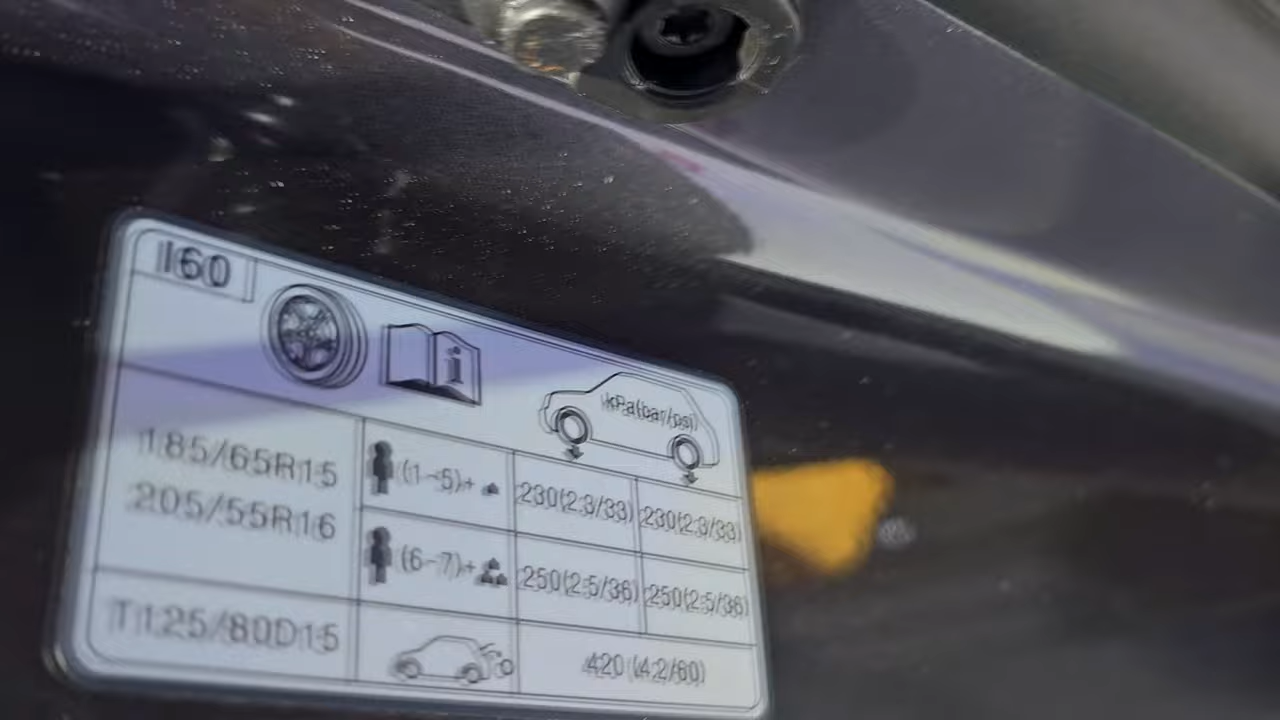 I60
i
kPa(bar/psi)
185/65R15
205/55R16
(1-5)+
230(2.3/33)
230(2.3/33)
(6-7)+
250(2.5/36)
250(2.5/36)
T125/80D15
420 (4.2/60)